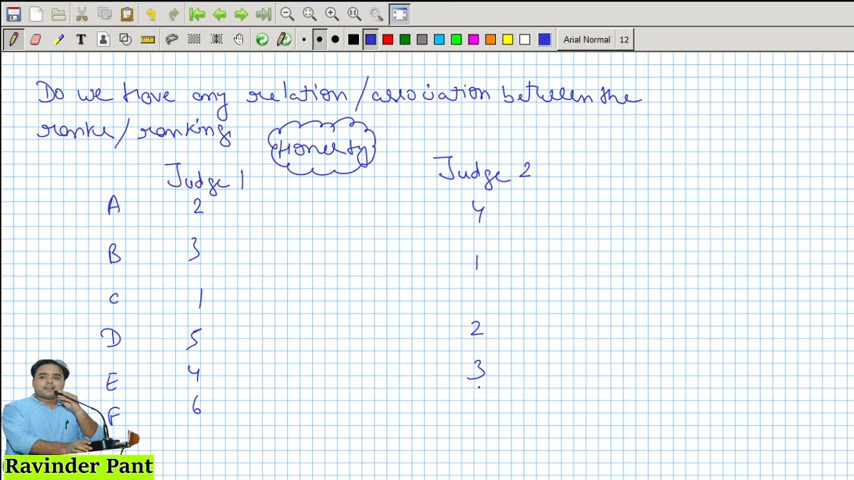 Arial Normal 12
Do we have any relation/association between the
ranks/rankings
Honesty
Judge 1 Judge 2
A 2 4
B 3 1
C 1
D 5 2
E 4 3
F 6
Ravinder Pant